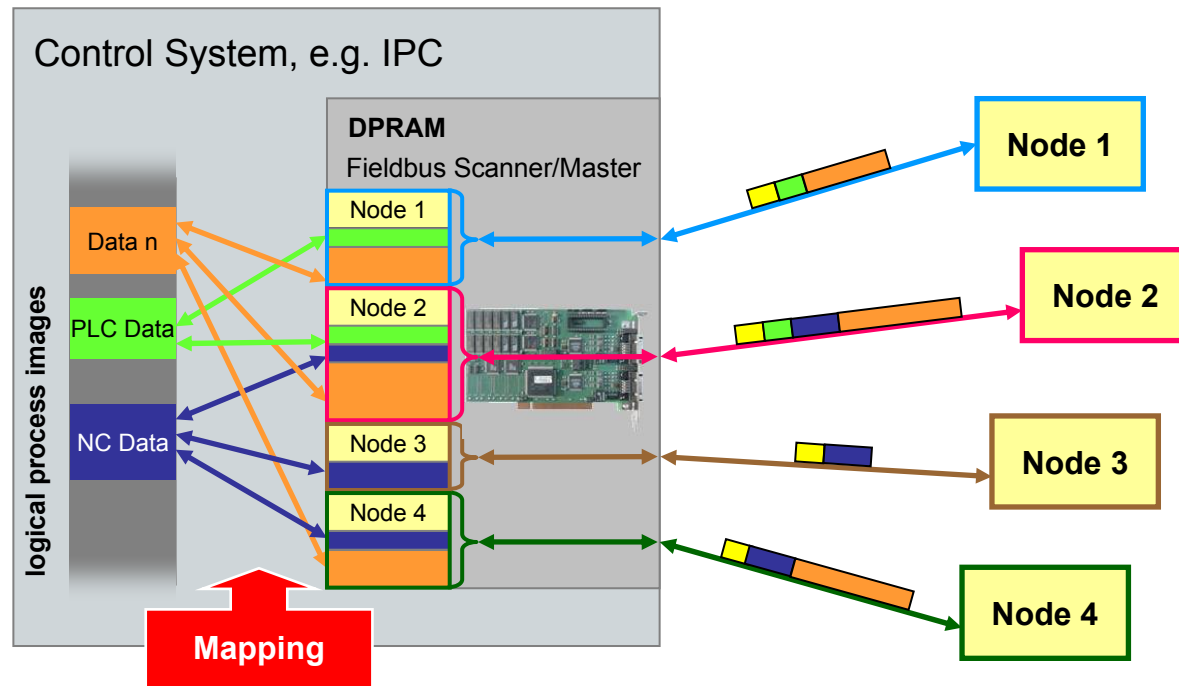 Control System, e.g. IPC
DPRAM
Fieldbus Scanner/Master
logical process images
Data n
PLC Data
NC Data
Node 1
Node 2
Node 3
Node 4
Mapping
Node 1
Node 2
Node 3
Node 4